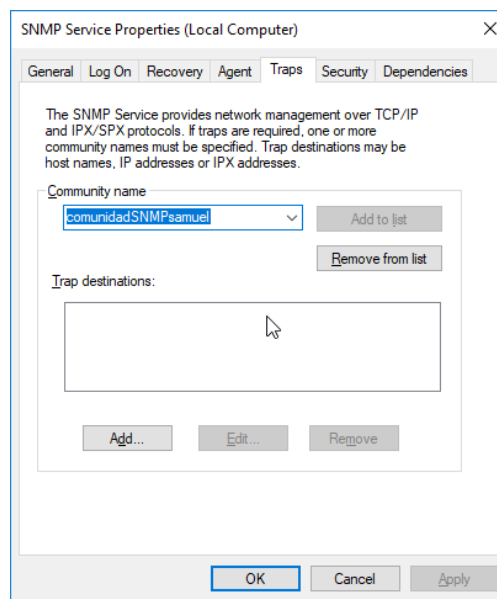 SNMP Service Properties (Local Computer)
General Log On Recovery Agent Traps Security Dependencies
The SNMP Service provides network management over TCP/IP
and IPX/SPX protocols. If traps are required, one or more
community names must be specified. Trap destinations may be
host names, IP addresses or IPX addresses.
Community name
comunidadSNMPsamuel
Add to list
Remove from list
Trap destinations:
Add... Edit... Remove
OK Cancel Apply